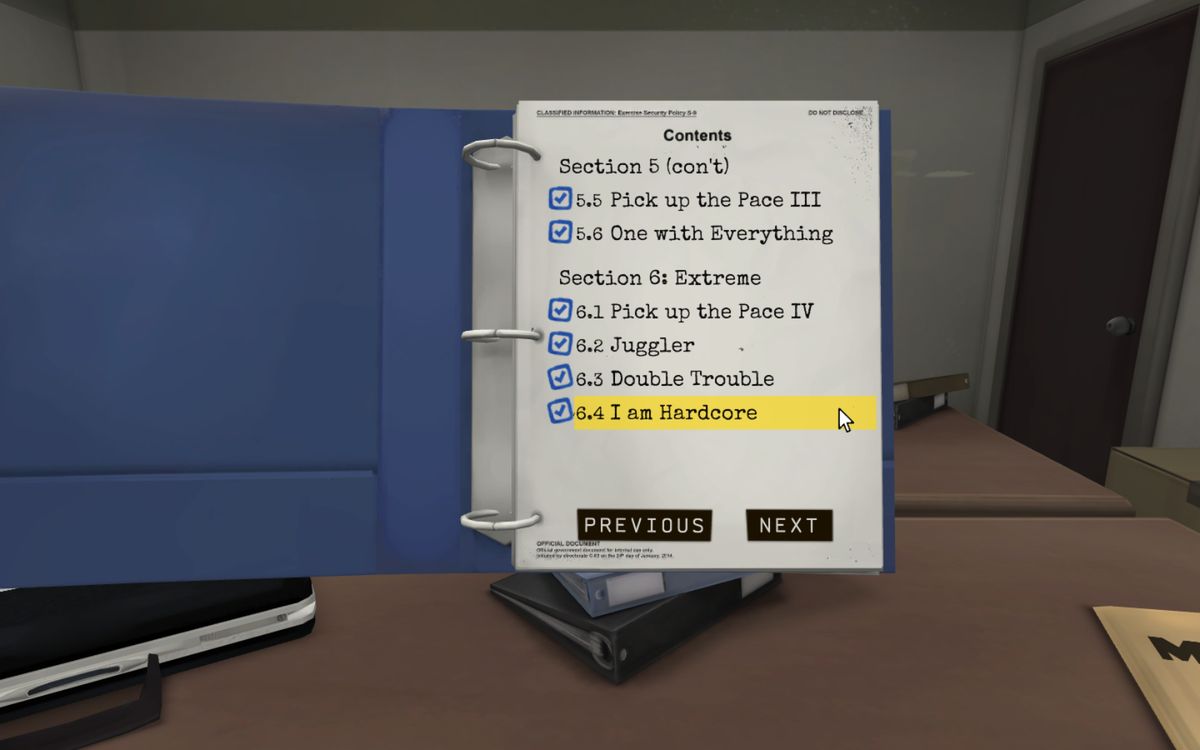 CLASSIFIED INFORMATION: Exercise Security Policy S-9
DO NOT DISCLOSE
Contents
Section 5 (con't)
5.5 Pick up the Pace III
5.6 One with Everything
Section 6: Extreme
6.1 Pick up the Pace IV
6.2 Juggler
6.3 Double Trouble
6.4 I am Hardcore
PREVIOUS
NEXT
OFFICIAL DOCUMENT
Official government document for internal use only.